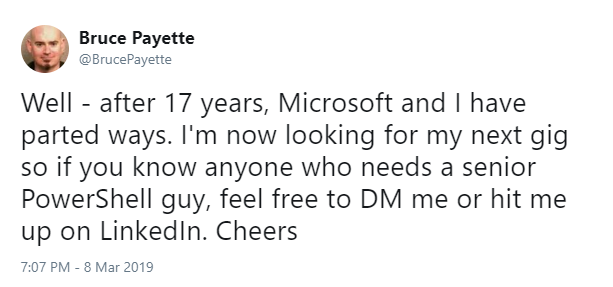 Bruce Payette
@BrucePayette
Well - after 17 years, Microsoft and I have
parted ways. I'm now looking for my next gig
so if you know anyone who needs a senior
PowerShell guy, feel free to DM me or hit me
up on LinkedIn. Cheers
7:07 PM - 8 Mar 2019